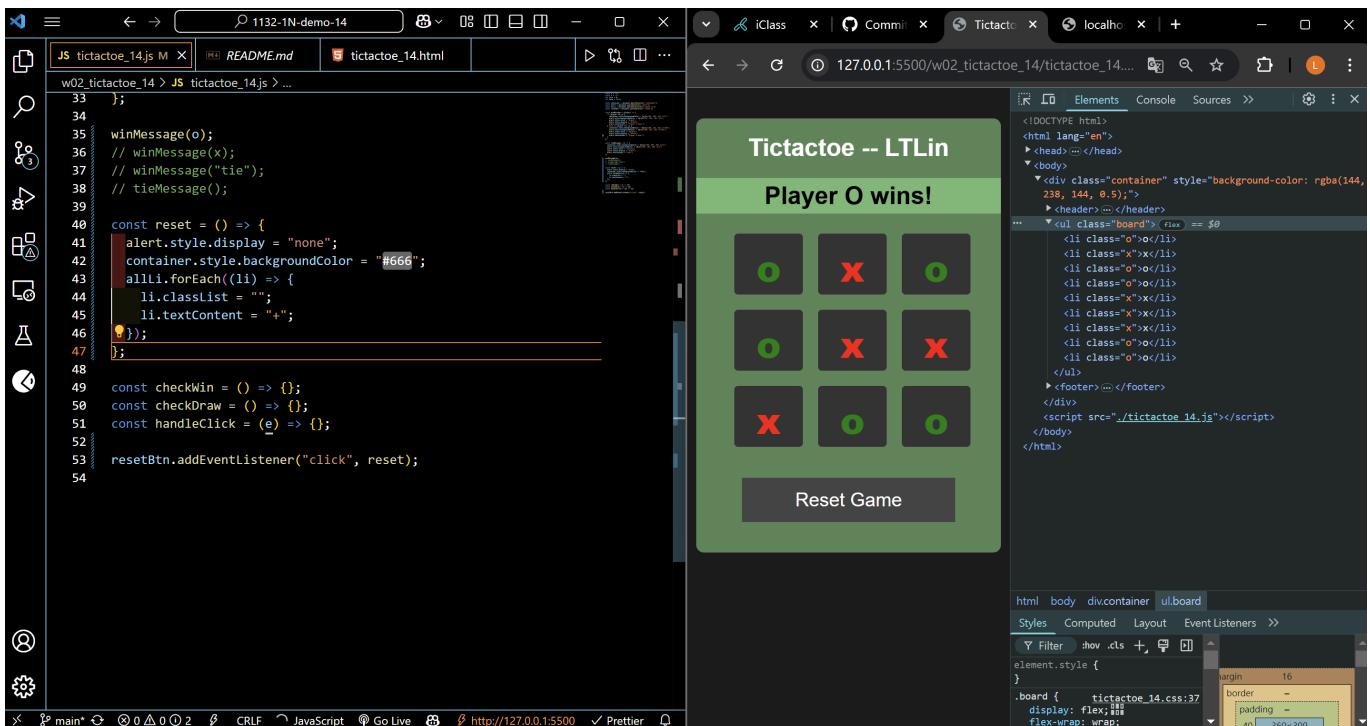 1132-1N-demo-14
JS tictactoe_14.js M
README.md
tictactoe_14.html
w02_tictactoe_14 > JS tictactoe_14.js > ...
33 };
34
35 winMessage(o);
36 // winMessage(x);
37 // winMessage("tie");
38 // tieMessage();
39
40 const reset = () => {
41 alert.style.display = "none";
42 container.style.backgroundColor = "#666";
43 allLi.forEach((li) => {
44 li.classList = "";
45 li.textContent = "+";
46 });
47 };
48
49 const checkWin = () => {};
50 const checkDraw = () => {};
51 const handleClick = (e) => {};
52
53 resetBtn.addEventListener("click", reset);
54
3
main* 0 0 2 CRLF JavaScript Go Live http://127.0.0.1:5500 Prettier
iClass
Commi
Tictacto
localho
127.0.0.1:5500/w02_tictactoe_14/tictactoe_14....
L
Tictactoe -- LTLin
Player O wins!
o x o
o x x
x o o
Reset Game
Elements Console Sources
<!DOCTYPE html>
<html lang="en">
<head> ... </head>
<body>
<div class="container" style="background-color: rgba(144,
238, 144, 0.5);">
<header> ... </header>
... <ul class="board"> flex == $0
<li class="o">o</li>
<li class="x">x</li>
<li class="o">o</li>
<li class="o">o</li>
<li class="x">x</li>
<li class="x">x</li>
<li class="x">x</li>
<li class="o">o</li>
<li class="o">o</li>
</ul>
<footer> ... </footer>
</div>
<script src="./tictactoe_14.js"></script>
</body>
</html>
html body div.container ul.board
Styles Computed Layout Event Listeners
Filter :hov .cls
element.style {
}
.board { tictactoe_14.css:37
display: flex;
flex-wrap: wrap;
margin 16
border –
padding –
40 260×300